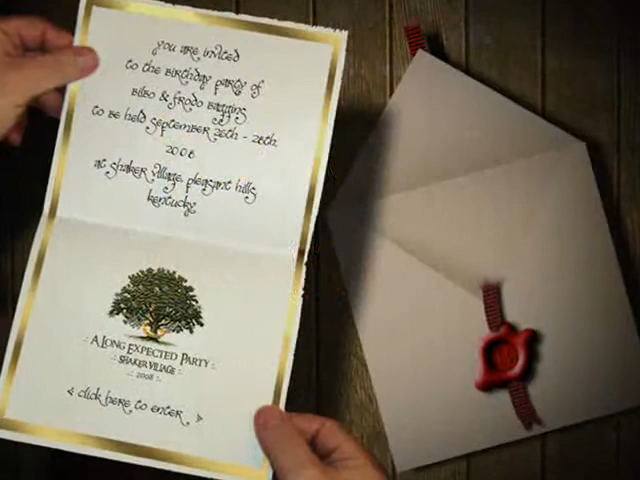 you are invited
to the birthday party of
Bilbo & Frodo Baggins
to be held September 26th - 28th
2008
at Shaker Village, pleasant hills
kentucky
A LONG EXPECTED PARTY
SHAKER VILLAGE
2008
< click here to enter >